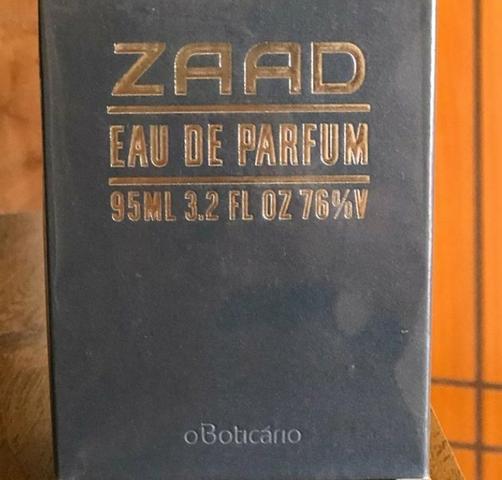 ZAAD
EAU DE PARFUM
95ML 3.2 FL OZ 76%V
oBoticário